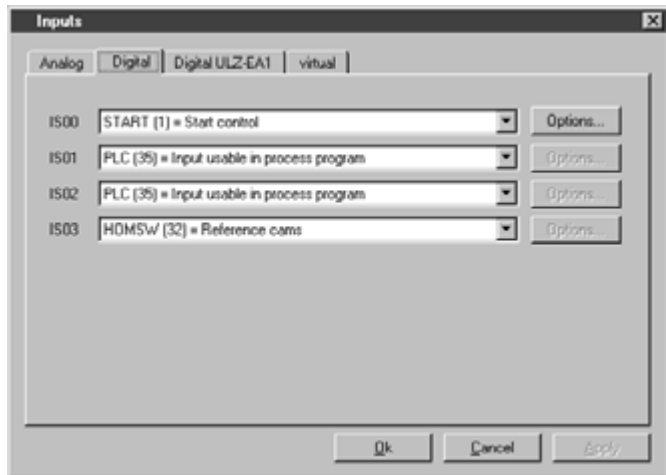 Inputs
Analog Digital Digital ULZ-EA1 virtual
IS00 START (1) = Start control Options...
IS01 PLC (35) = Input usable in process program Options...
IS02 PLC (35) = Input usable in process program Options...
IS03 HOMSW (32) = Reference cams Options...
Ok Cancel Apply